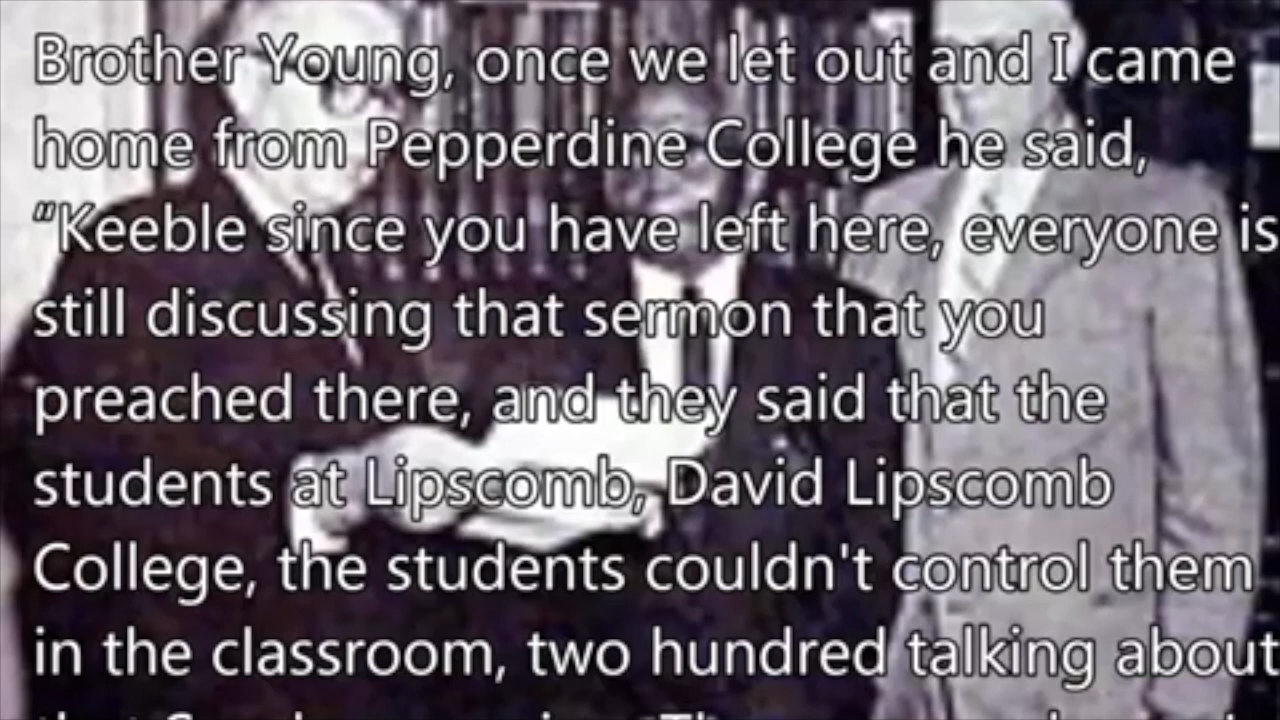 Brother Young, once we let out and I came
home from Pepperdine College he said,
“Keeble since you have left here, everyone is
still discussing that sermon that you
preached there, and they said that the
students at Lipscomb, David Lipscomb
College, the students couldn't control them
in the classroom, two hundred talking about